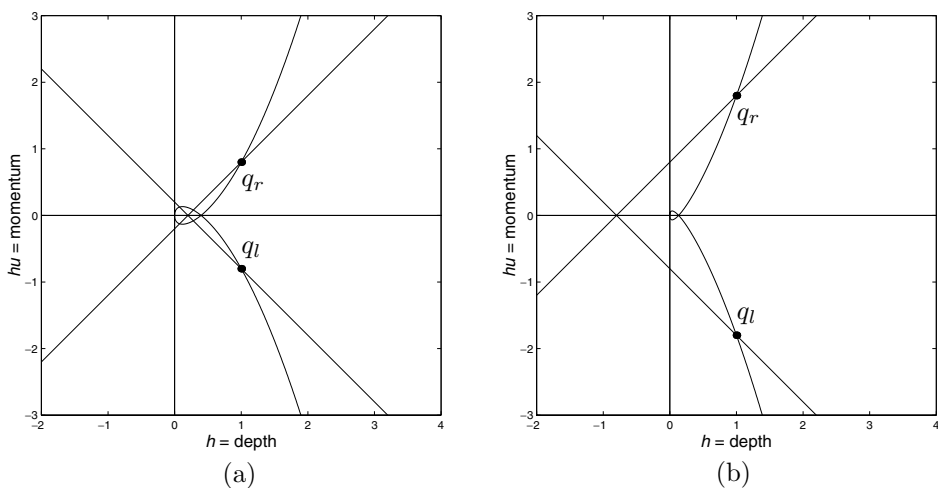 3
2
1
0
−1
−2
−3
−2
−1
0
1
2
3
4
hu = momentum
h = depth
q_r
q_l
(a)
3
2
1
0
−1
−2
−3
−2
−1
0
1
2
3
4
hu = momentum
h = depth
q_r
q_l
(b)